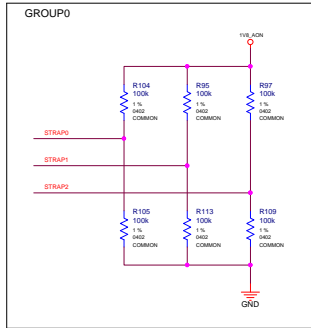 GROUP0
1V8_AON
R104
100k
1 %
0402
COMMON
R95
100k
1 %
0402
COMMON
R97
100k
1 %
0402
COMMON
STRAP0
STRAP1
STRAP2
R105
100k
1 %
0402
COMMON
R113
100k
1 %
0402
COMMON
R109
100k
1 %
0402
COMMON
GND